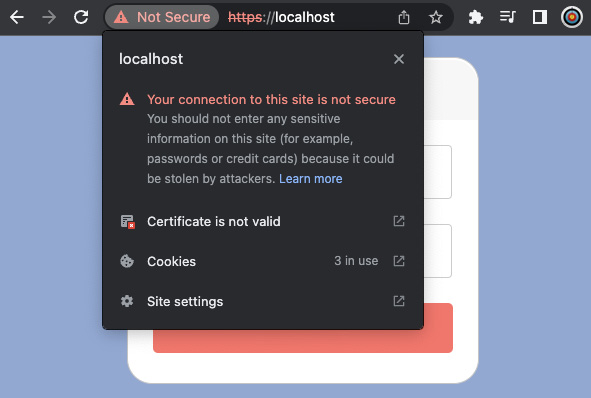 Not Secure https://localhost
localhost
Your connection to this site is not secure
You should not enter any sensitive
information on this site (for example,
passwords or credit cards) because it could
be stolen by attackers. Learn more
Certificate is not valid
Cookies 3 in use
Site settings